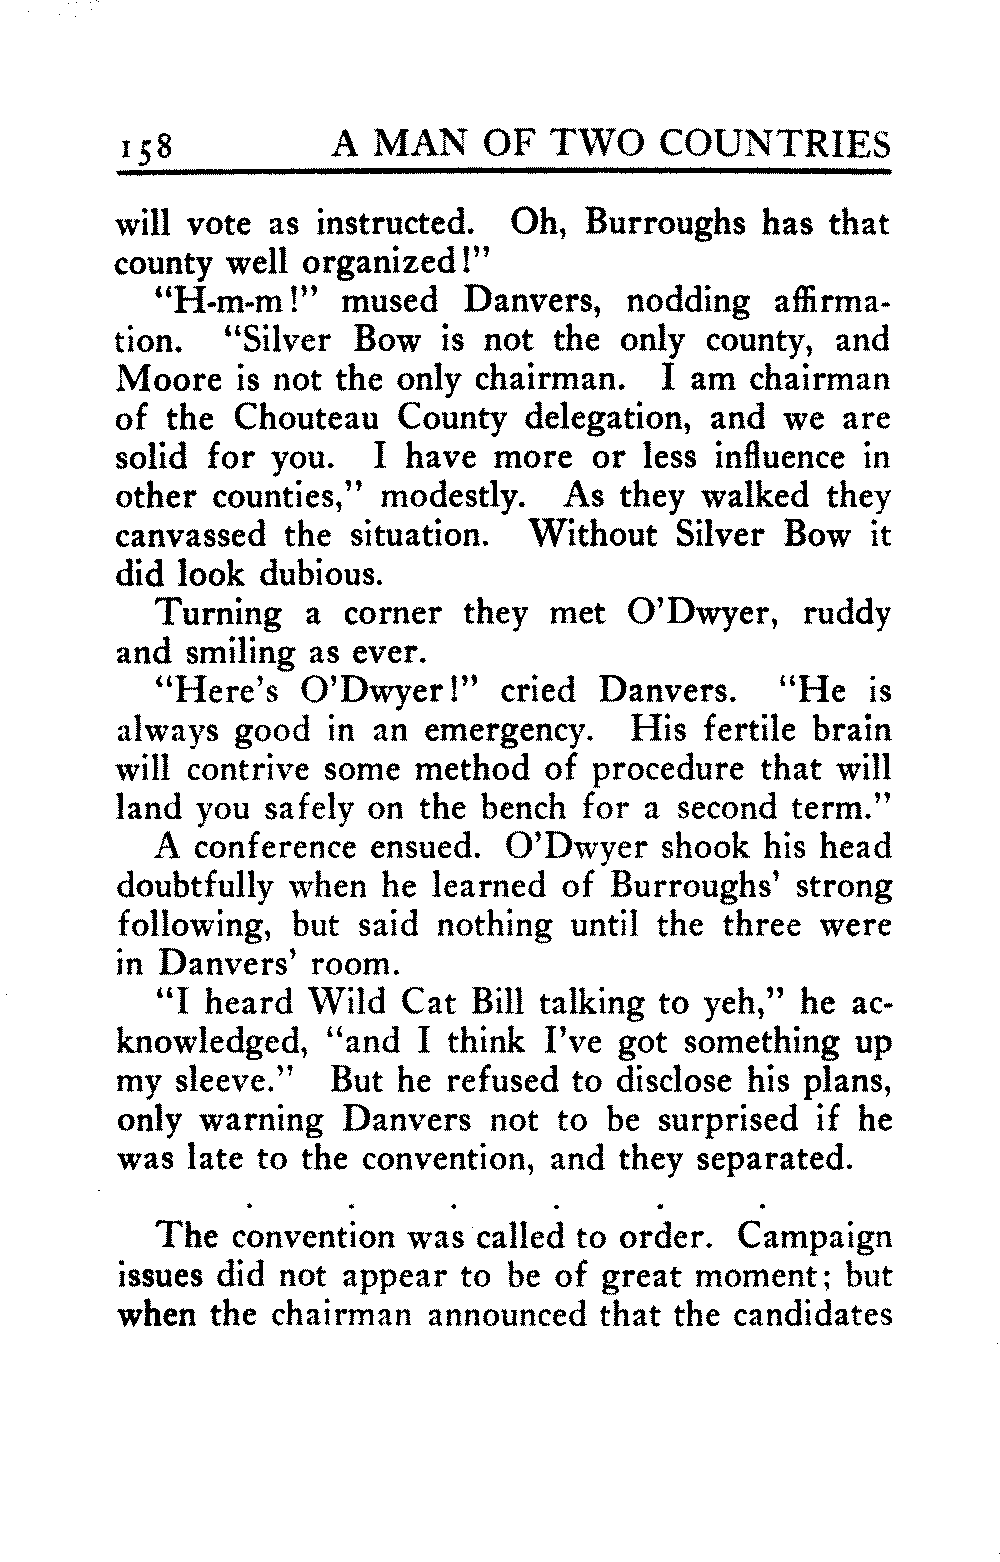 158 A MAN OF TWO COUNTRIES
will vote as instructed. Oh, Burroughs has that
county well organized!"
"H-m-m!" mused Danvers, nodding affirma-
tion. "Silver Bow is not the only county, and
Moore is not the only chairman. I am chairman
of the Chouteau County delegation, and we are
solid for you. I have more or less influence in
other counties," modestly. As they walked they
canvassed the situation. Without Silver Bow it
did look dubious.
Turning a corner they met O'Dwyer, ruddy
and smiling as ever.
"Here's O'Dwyer!" cried Danvers. "He is
always good in an emergency. His fertile brain
will contrive some method of procedure that will
land you safely on the bench for a second term."
A conference ensued. O'Dwyer shook his head
doubtfully when he learned of Burroughs' strong
following, but said nothing until the three were
in Danvers' room.
"I heard Wild Cat Bill talking to yeh," he ac-
knowledged, "and I think I've got something up
my sleeve." But he refused to disclose his plans,
only warning Danvers not to be surprised if he
was late to the convention, and they separated.
. . . . . .
The convention was called to order. Campaign
issues did not appear to be of great moment; but
when the chairman announced that the candidates